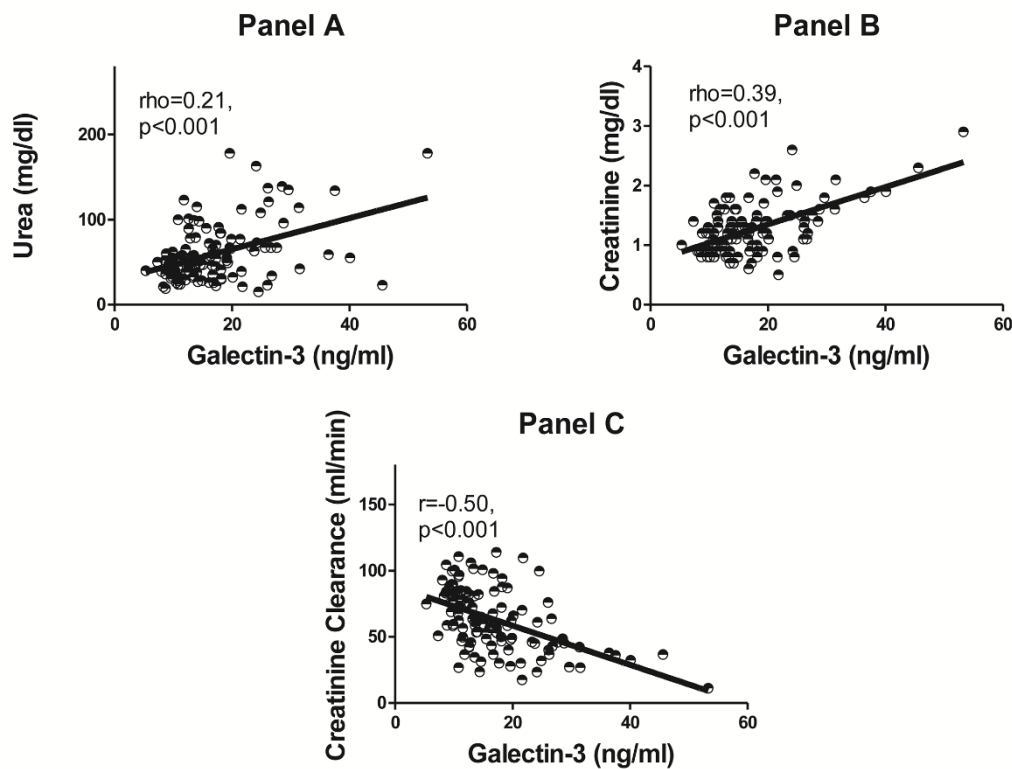 Panel A
Urea (mg/dl)
rho=0.21,
p<0.001
200
100
0
0 20 40 60
Galectin-3 (ng/ml)
Panel B
Creatinine (mg/dl)
rho=0.39,
p<0.001
4
3
2
1
0
0 20 40 60
Galectin-3 (ng/ml)
Panel C
Creatinine Clearance (ml/min)
r=-0.50,
p<0.001
150
100
50
0
0 20 40 60
Galectin-3 (ng/ml)